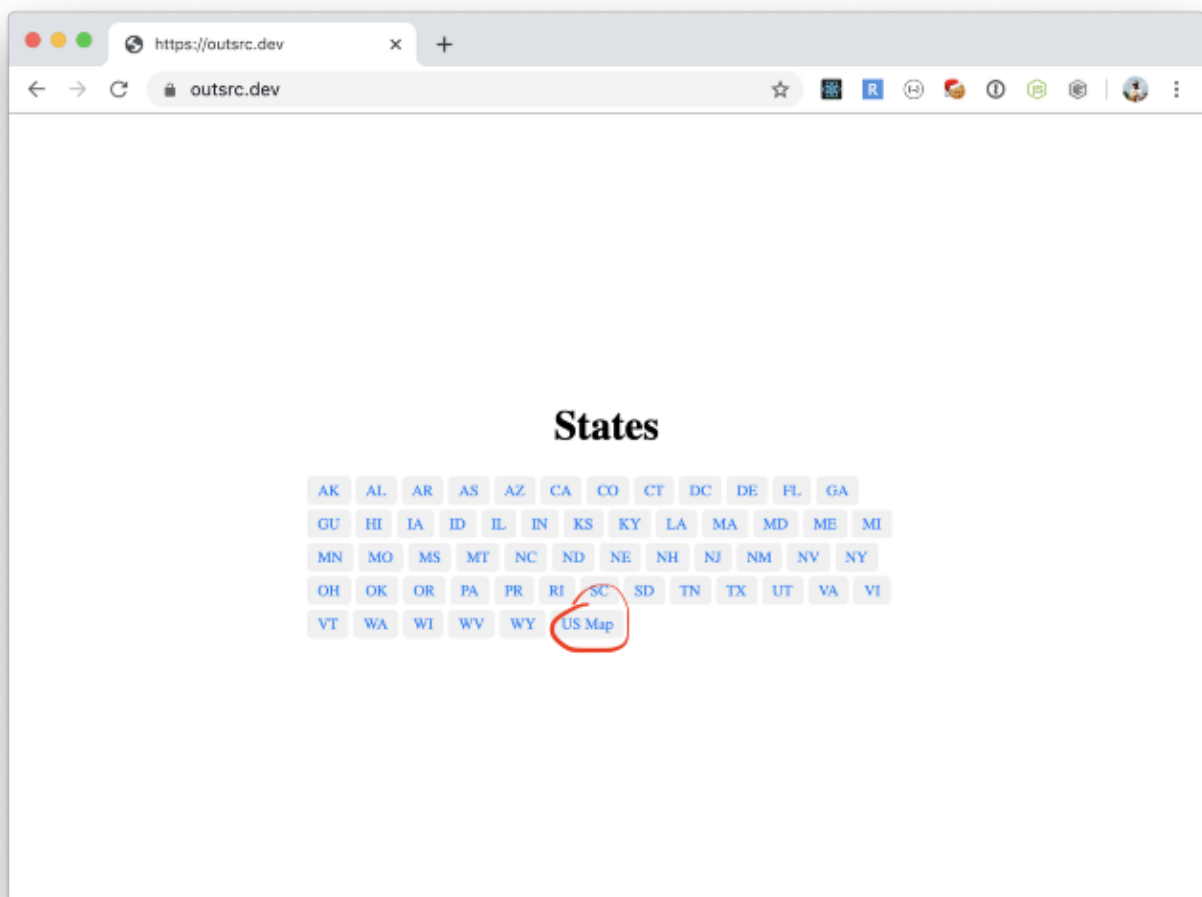 https://outsrc.dev
outsrc.dev
States
AK AL AR AS AZ CA CO CT DC DE FL GA
GU HI IA ID IL IN KS KY LA MA MD ME MI
MN MO MS MT NC ND NE NH NJ NM NV NY
OH OK OR PA PR RI SC SD TN TX UT VA VI
VT WA WI WV WY US Map